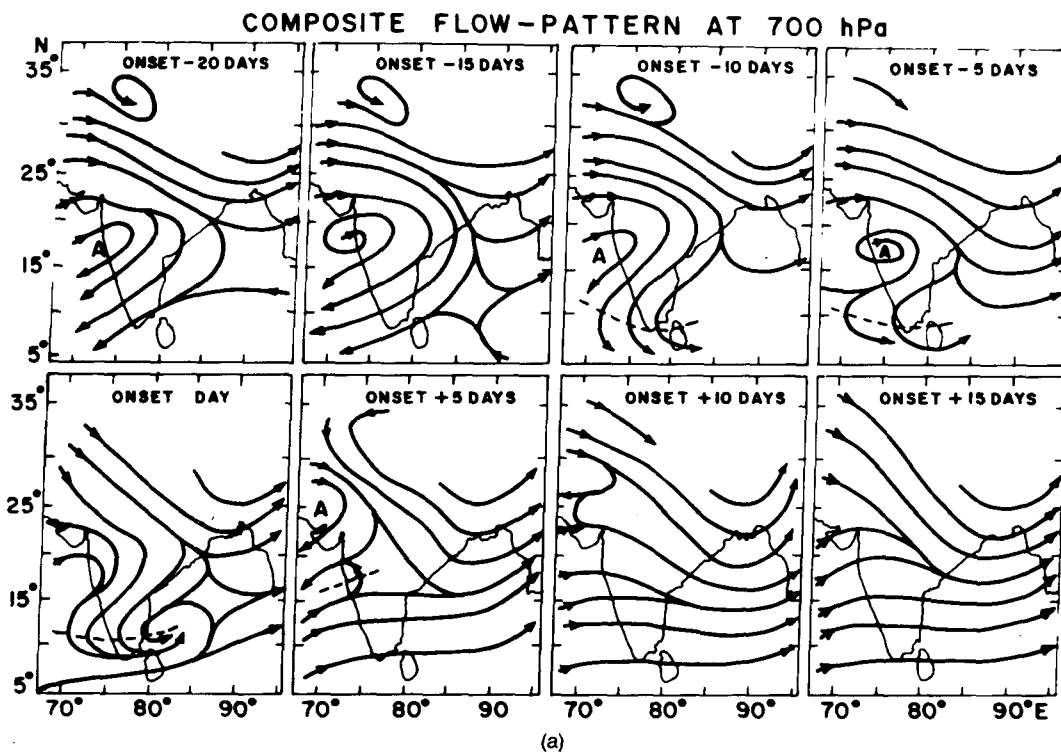 COMPOSITE FLOW-PATTERN AT 700 hPa
N
35°
25°
15°
5°
ONSET-20 DAYS
A
ONSET-15 DAYS
ONSET-10 DAYS
A
ONSET-5 DAYS
A
35°
25°
15°
5°
ONSET DAY
ONSET+5 DAYS
A
ONSET+10 DAYS
ONSET+15 DAYS
70° 80° 90° 70° 80° 90 70° 80° 90° 70° 80° 90°E
(a)